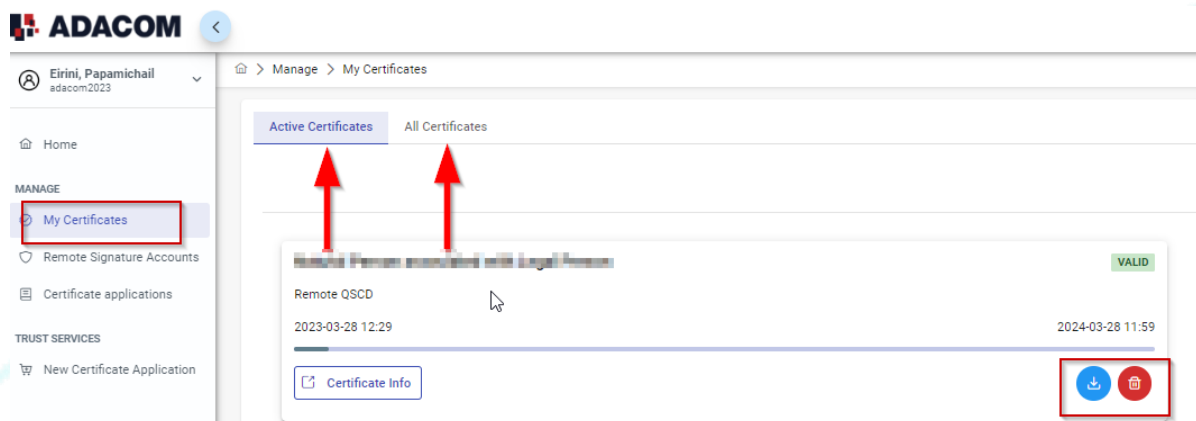 ADACOM
Eirini, Papamichail
adacom2023
Manage > My Certificates
Active Certificates All Certificates
Home
MANAGE
My Certificates
Remote Signature Accounts
Certificate applications
TRUST SERVICES
New Certificate Application
VALID
Remote QSCD
2023-03-28 12:29 2024-03-28 11:59
Certificate Info